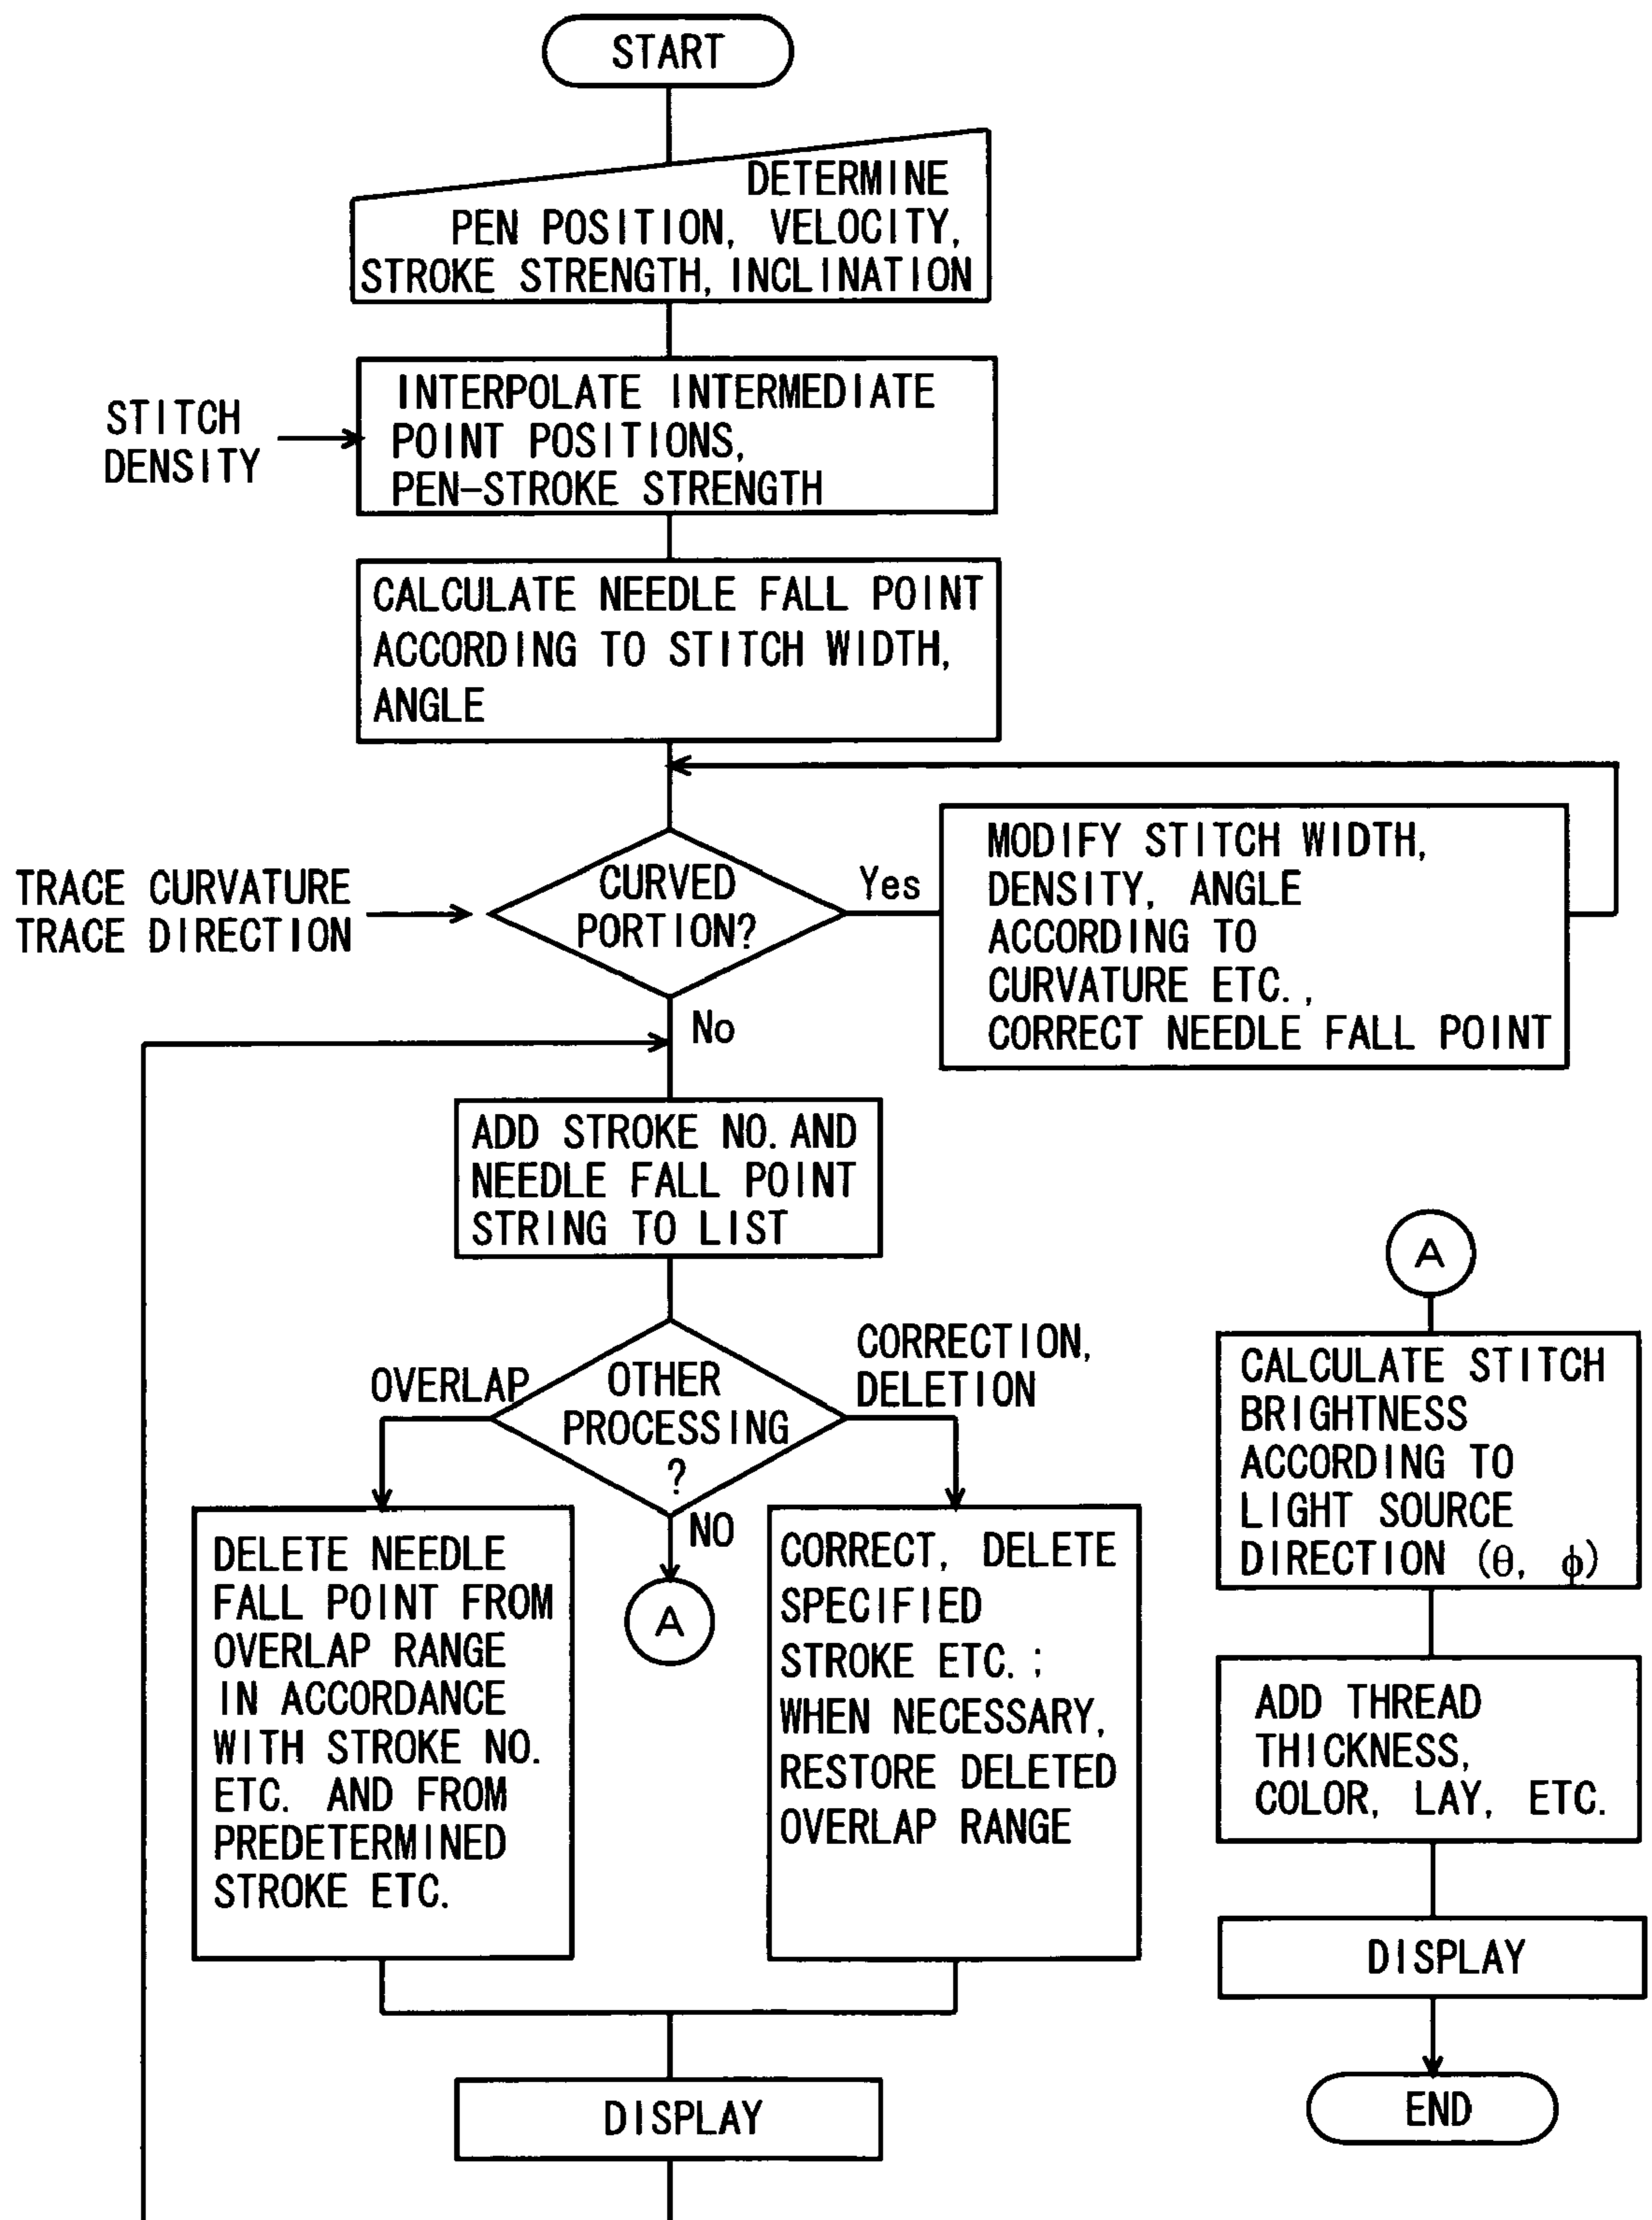 START
DETERMINE
PEN POSITION, VELOCITY,
STROKE STRENGTH, INCLINATION
STITCH
DENSITY
INTERPOLATE INTERMEDIATE
POINT POSITIONS,
PEN-STROKE STRENGTH
CALCULATE NEEDLE FALL POINT
ACCORDING TO STITCH WIDTH,
ANGLE
TRACE CURVATURE
TRACE DIRECTION
CURVED
PORTION?
Yes
MODIFY STITCH WIDTH,
DENSITY, ANGLE
ACCORDING TO
CURVATURE ETC.,
CORRECT NEEDLE FALL POINT
No
ADD STROKE NO. AND
NEEDLE FALL POINT
STRING TO LIST
OVERLAP
OTHER
PROCESSING
?
CORRECTION,
DELETION
NO
A
DELETE NEEDLE
FALL POINT FROM
OVERLAP RANGE
IN ACCORDANCE
WITH STROKE NO.
ETC. AND FROM
PREDETERMINED
STROKE ETC.
CORRECT, DELETE
SPECIFIED
STROKE ETC. ;
WHEN NECESSARY,
RESTORE DELETED
OVERLAP RANGE
DISPLAY
A
CALCULATE STITCH
BRIGHTNESS
ACCORDING TO
LIGHT SOURCE
DIRECTION (θ, φ)
ADD THREAD
THICKNESS,
COLOR, LAY, ETC.
DISPLAY
END